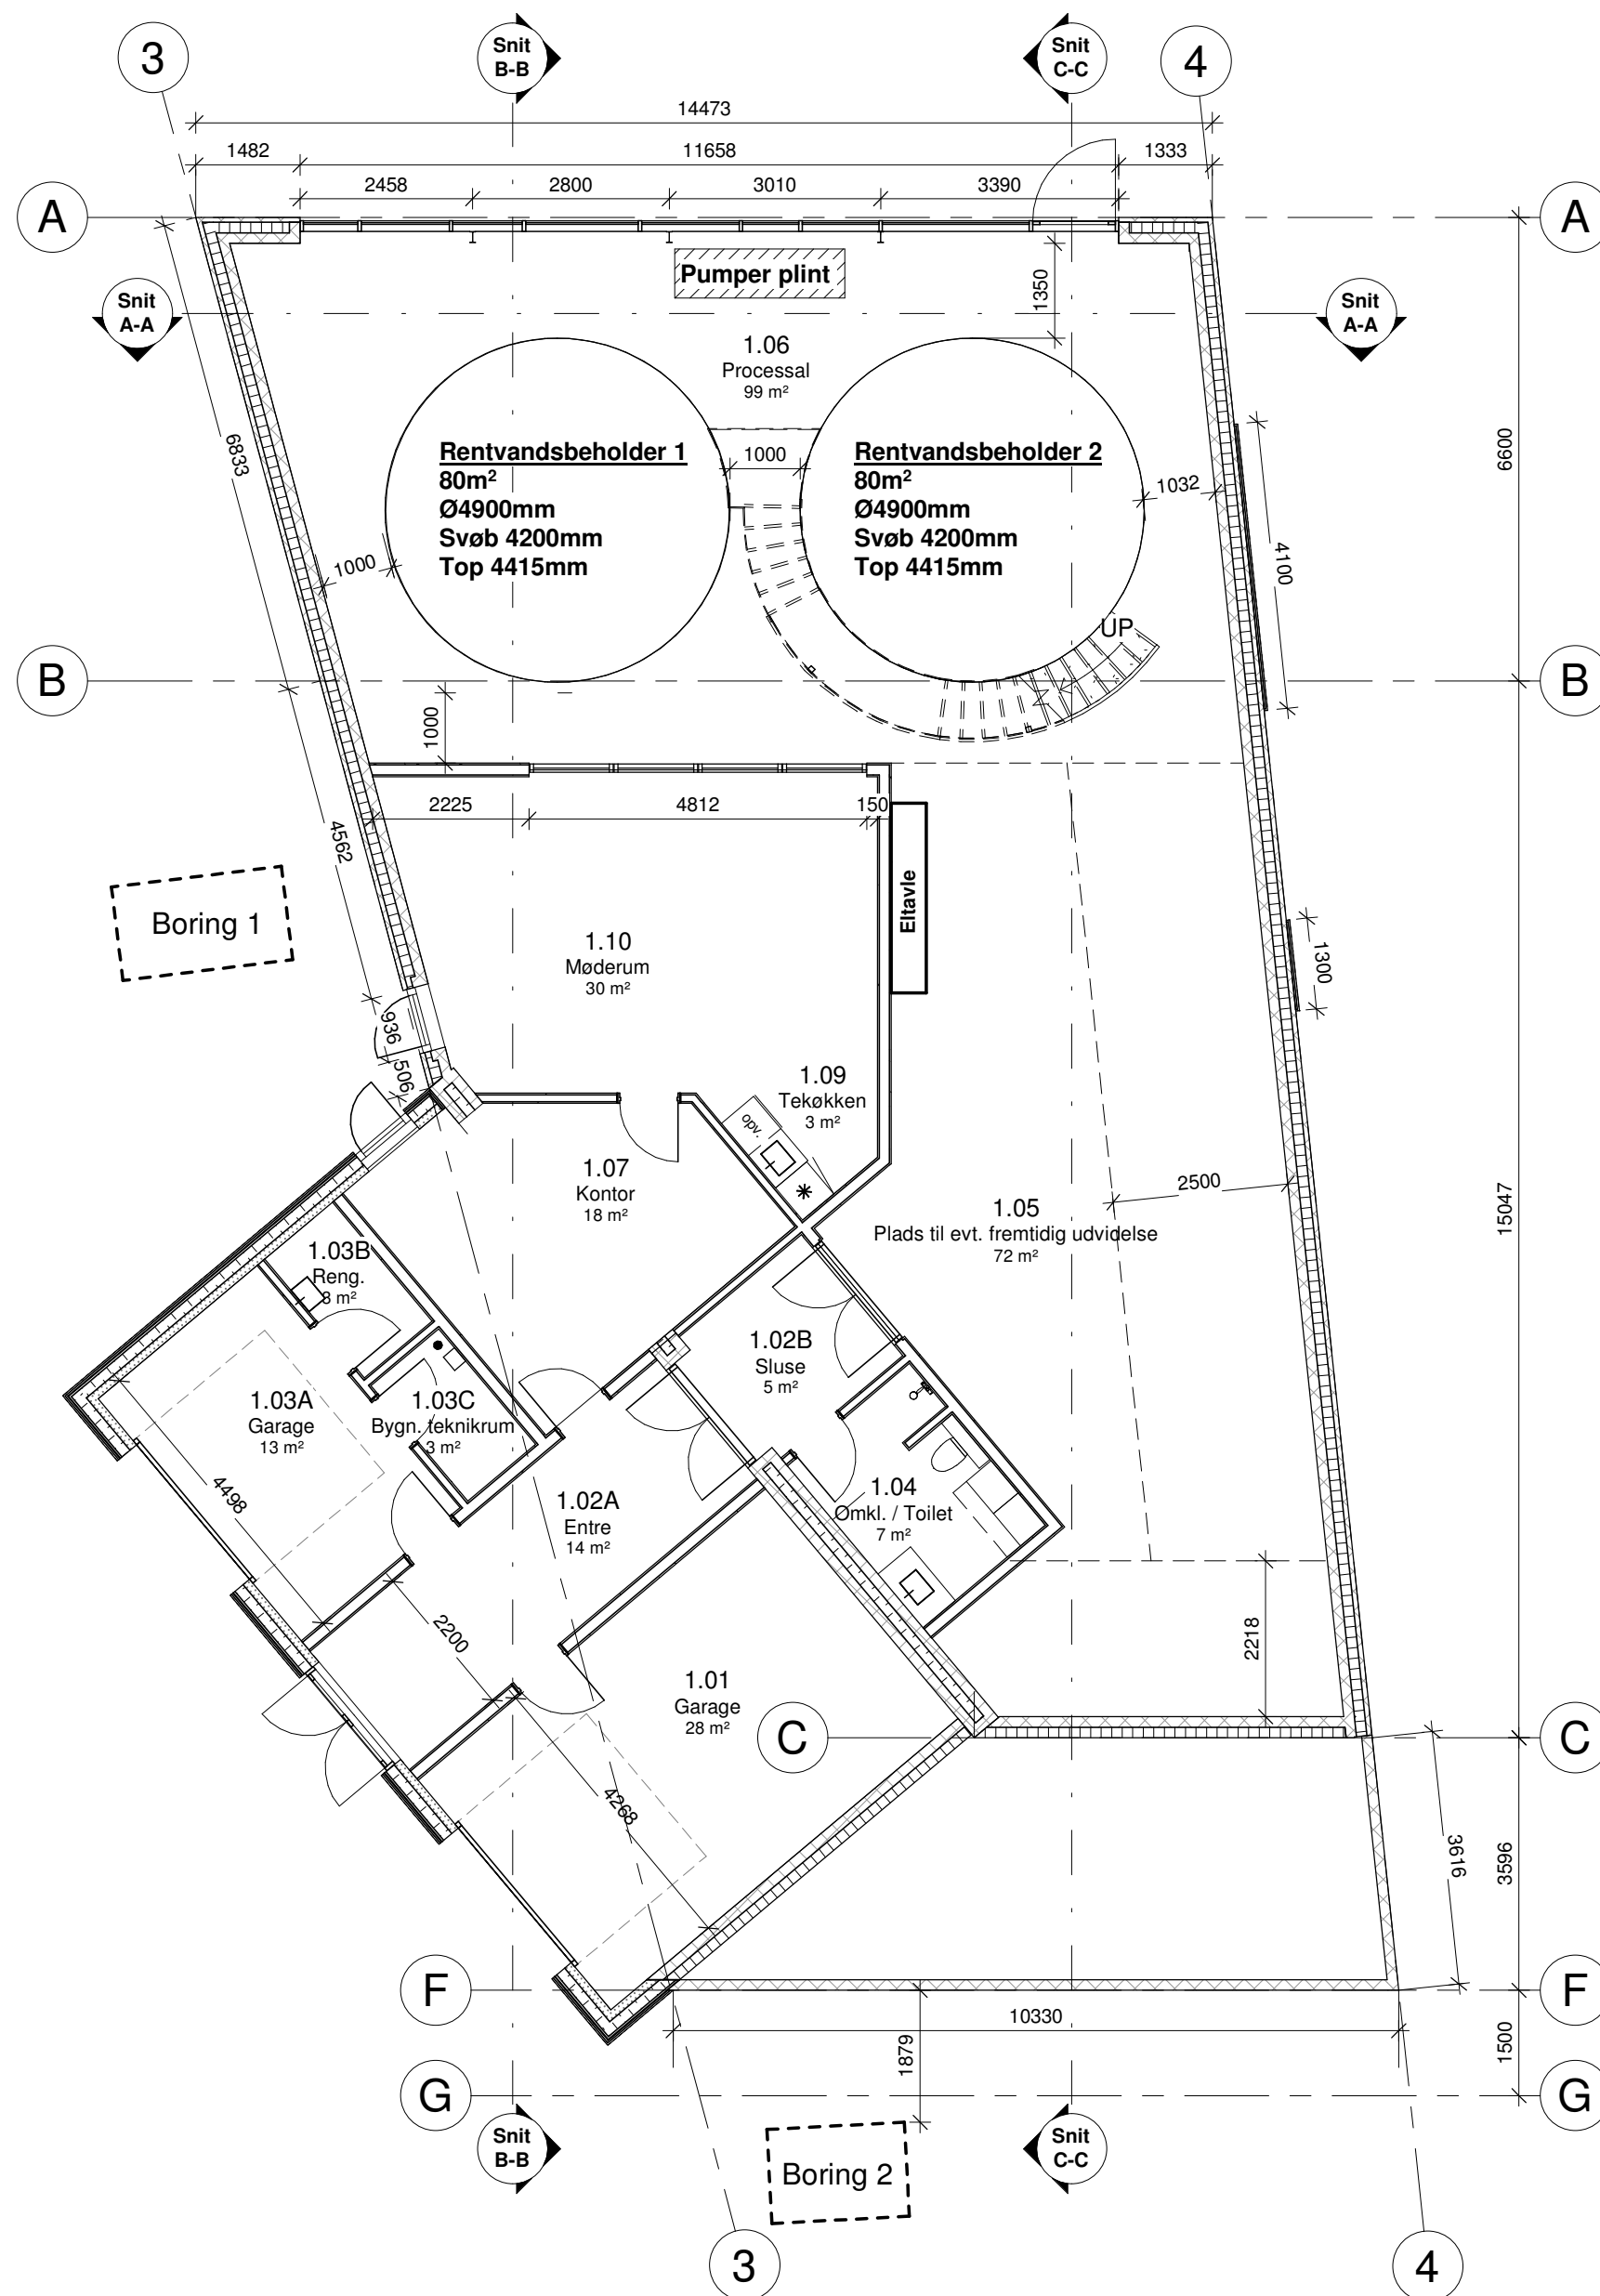 3
Snit
B-B
Snit
C-C
4
14473
1482
11658
1333
2458
2800
3010
3390
A
A
Pumper plint
1350
Snit
A-A
Snit
A-A
1.06
Processal
99 m²
6833
6600
Rentvandsbeholder 1
80m²
Ø4900mm
Svøb 4200mm
Top 4415mm
1000
Rentvandsbeholder 2
80m²
Ø4900mm
Svøb 4200mm
Top 4415mm
1032
4100
1000
UP
B
B
1000
2225
4812
150
4562
Eltavle
Boring 1
1.10
Møderum
30 m²
1300
936
506
1.09
Tekøkken
3 m²
opv.
1.07
Kontor
18 m²
2500
15047
1.05
Plads til evt. fremtidig udvidelse
72 m²
1.03B
Reng.
3 m²
1.02B
Sluse
5 m²
1.03A
Garage
13 m²
1.03C
Bygn. teknikrum
3 m²
4498
1.02A
Entre
14 m²
1.04
Omkl. / Toilet
7 m²
2200
2218
1.01
Garage
28 m²
C
C
4268
3616
3596
F
F
10330
1879
1500
G
G
Snit
B-B
Snit
C-C
Boring 2
3
4